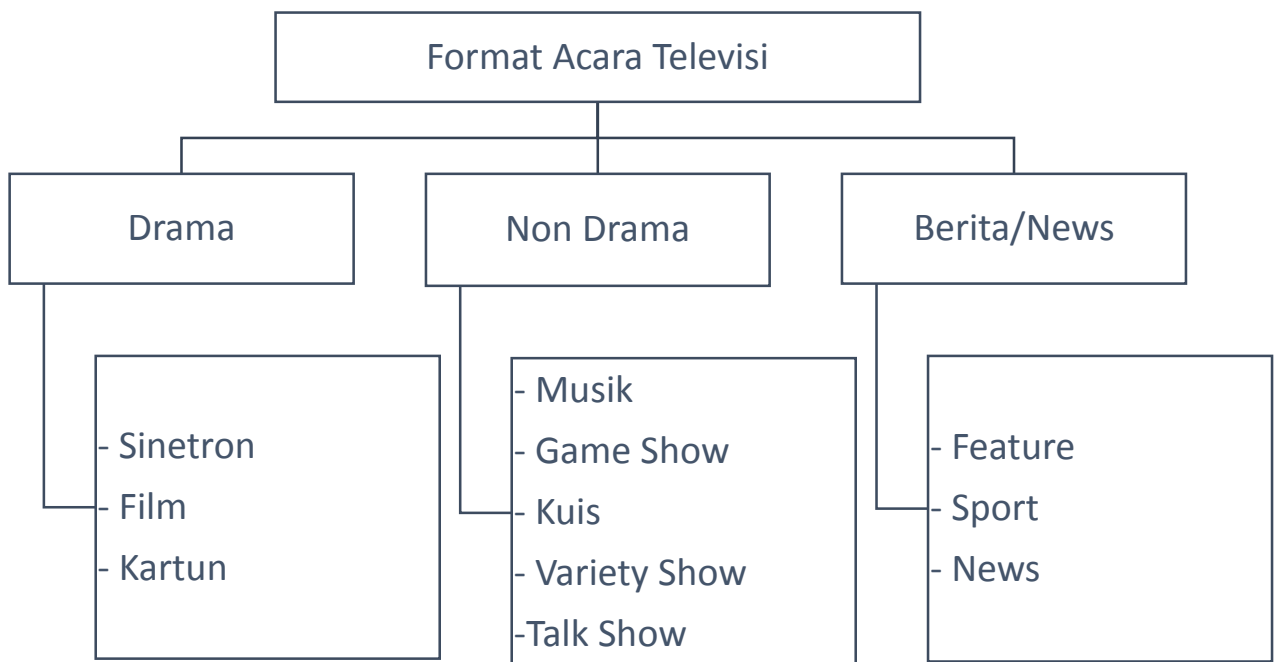 Format Acara Televisi
Drama
Non Drama
Berita/News
- Sinetron
- Film
- Kartun
- Musik
- Game Show
- Kuis
- Variety Show
-Talk Show
- Feature
- Sport
- News